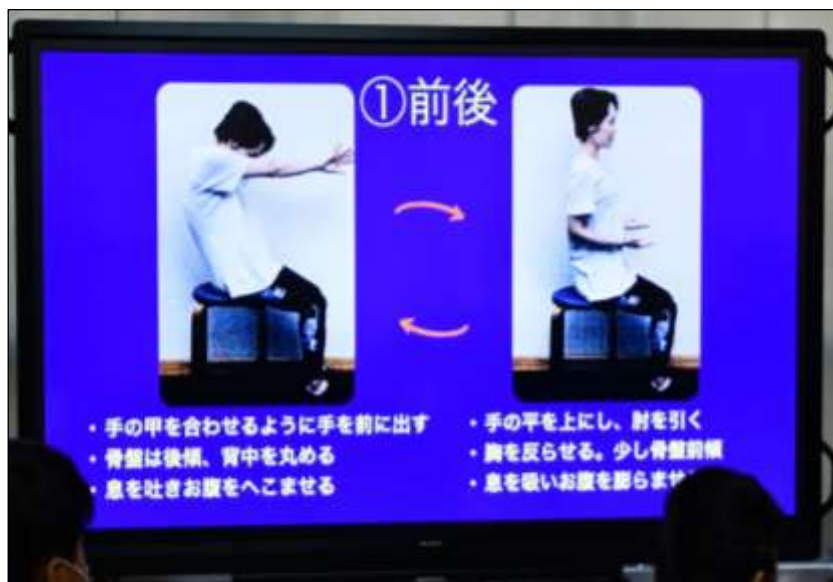 ①前後
・手の甲を合わせるように手を前に出す
・骨盤は後傾、背中を丸める
・息を吐きお腹をへこませる
・手の平を上にし、肘を引く
・胸を反らせる。少し骨盤前傾
・息を吸いお腹を膨らませ